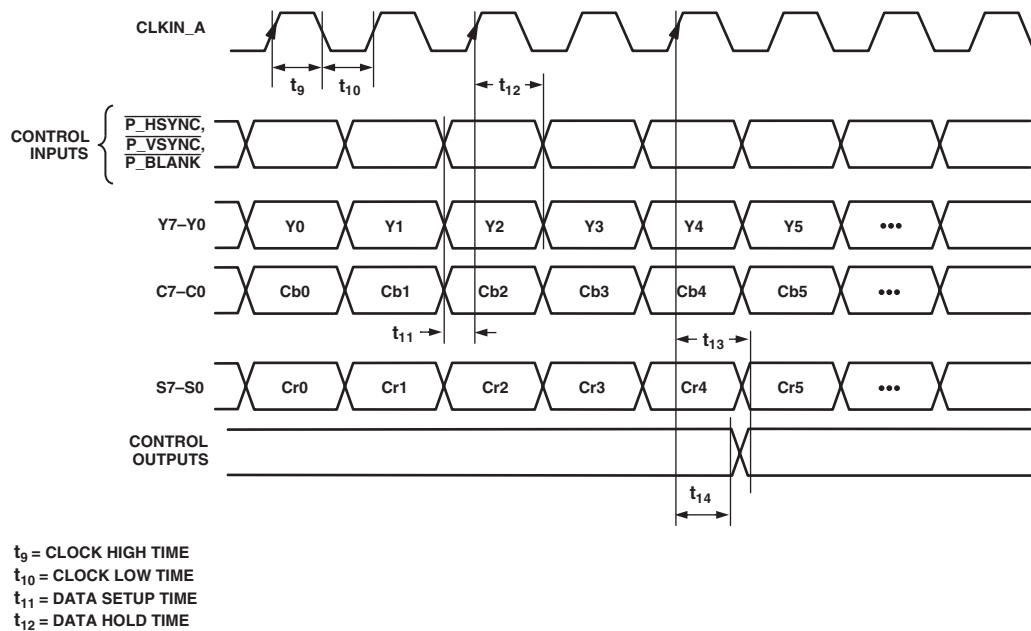 CLKIN_A
t9
t10
t12
CONTROL INPUTS
P_HSYNC,
P_VSYNC,
P_BLANK
Y7–Y0
Y0 Y1 Y2 Y3 Y4 Y5 •••
C7–C0
Cb0 Cb1 Cb2 Cb3 Cb4 Cb5 •••
t11
t13
S7–S0
Cr0 Cr1 Cr2 Cr3 Cr4 Cr5 •••
CONTROL
OUTPUTS
t14
t9 = CLOCK HIGH TIME
t10 = CLOCK LOW TIME
t11 = DATA SETUP TIME
t12 = DATA HOLD TIME